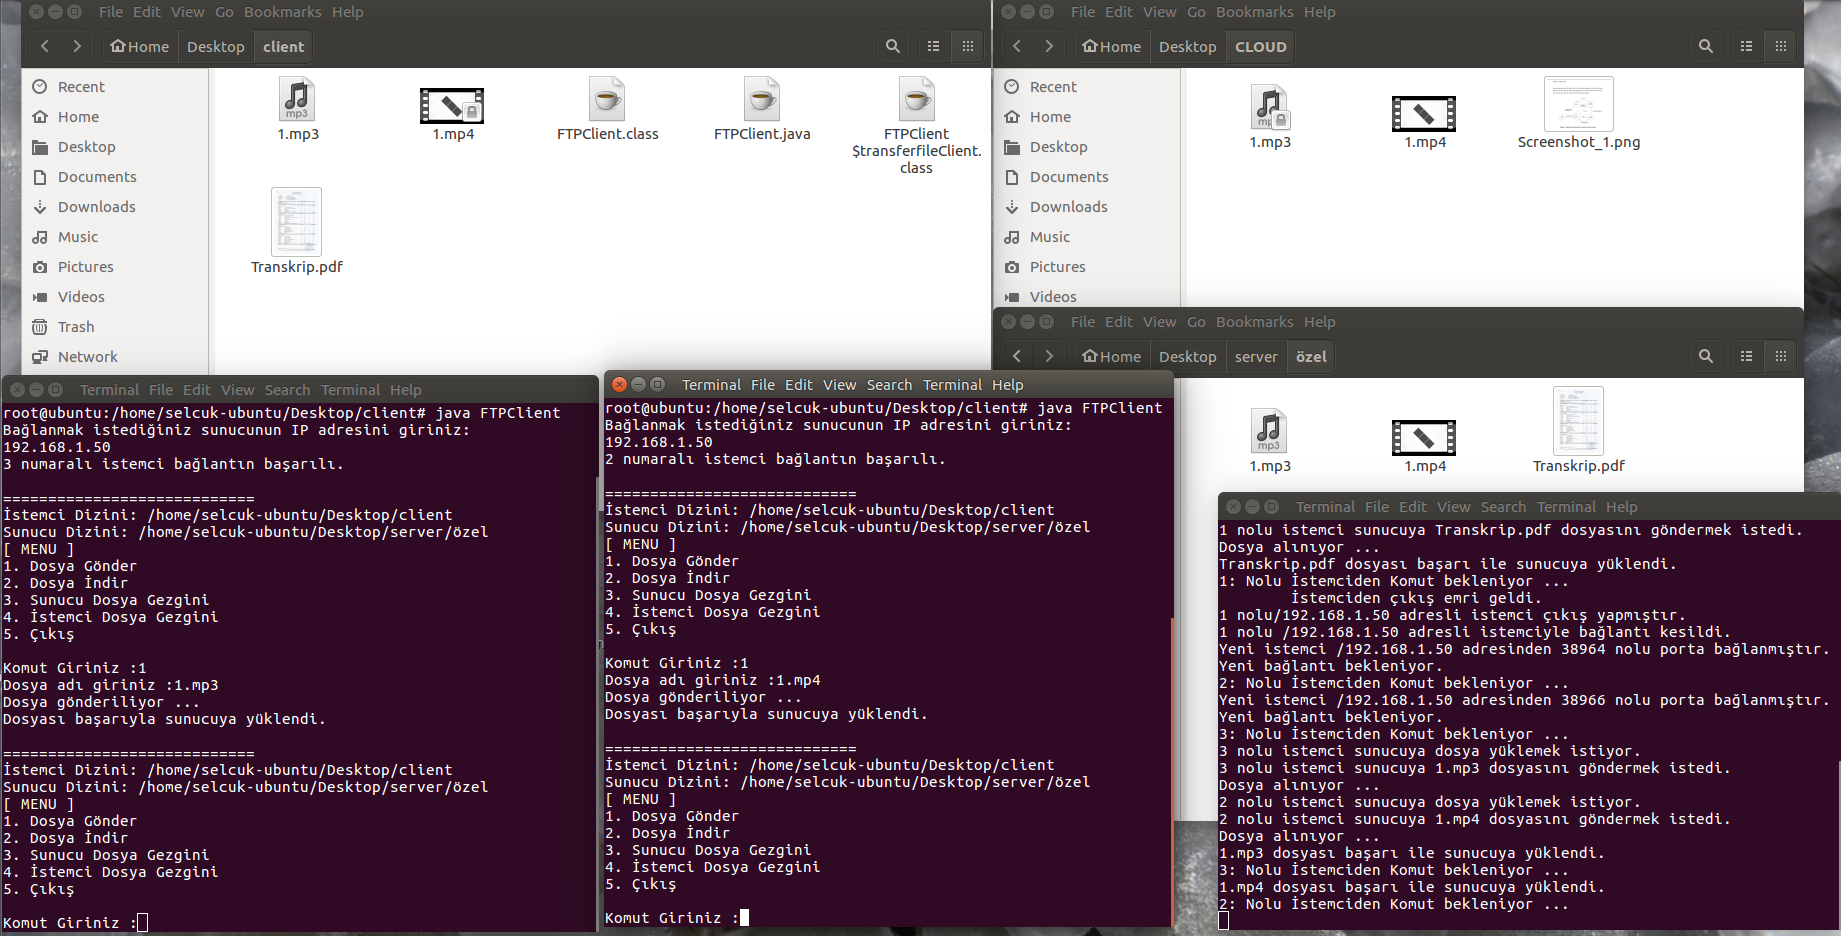 File Edit View Go Bookmarks Help
Home Desktop client
Recent
Home
Desktop
Documents
Downloads
Music
Pictures
Videos
Trash
Network
mp3
1.mp3
1.mp4
FTPClient.class
FTPClient.java
FTPClient
$transferfileClient.
class
Transkrip.pdf
File Edit View Go Bookmarks Help
Home Desktop CLOUD
Recent
Home
Desktop
Documents
Downloads
Music
Pictures
Videos
1.mp3
1.mp4
Screenshot_1.png
File Edit View Go Bookmarks Help
Home Desktop server özel
mp3
1.mp3
1.mp4
Transkrip.pdf
Terminal File Edit View Search Terminal Help
root@ubuntu:/home/selcuk-ubuntu/Desktop/client# java FTPClient
Bağlanmak istediğiniz sunucunun IP adresini giriniz:
192.168.1.50
3 numaralı istemci bağlantın başarılı.
============================
İstemci Dizini: /home/selcuk-ubuntu/Desktop/client
Sunucu Dizini: /home/selcuk-ubuntu/Desktop/server/özel
[ MENU ]
1. Dosya Gönder
2. Dosya İndir
3. Sunucu Dosya Gezgini
4. İstemci Dosya Gezgini
5. Çıkış
Komut Giriniz :1
Dosya adı giriniz :1.mp3
Dosya gönderiliyor ...
Dosyası başarıyla sunucuya yüklendi.
============================
İstemci Dizini: /home/selcuk-ubuntu/Desktop/client
Sunucu Dizini: /home/selcuk-ubuntu/Desktop/server/özel
[ MENU ]
1. Dosya Gönder
2. Dosya İndir
3. Sunucu Dosya Gezgini
4. İstemci Dosya Gezgini
5. Çıkış
Komut Giriniz :
Terminal File Edit View Search Terminal Help
root@ubuntu:/home/selcuk-ubuntu/Desktop/client# java FTPClient
Bağlanmak istediğiniz sunucunun IP adresini giriniz:
192.168.1.50
2 numaralı istemci bağlantın başarılı.
============================
İstemci Dizini: /home/selcuk-ubuntu/Desktop/client
Sunucu Dizini: /home/selcuk-ubuntu/Desktop/server/özel
[ MENU ]
1. Dosya Gönder
2. Dosya İndir
3. Sunucu Dosya Gezgini
4. İstemci Dosya Gezgini
5. Çıkış
Komut Giriniz :1
Dosya adı giriniz :1.mp4
Dosya gönderiliyor ...
Dosyası başarıyla sunucuya yüklendi.
============================
İstemci Dizini: /home/selcuk-ubuntu/Desktop/client
Sunucu Dizini: /home/selcuk-ubuntu/Desktop/server/özel
[ MENU ]
1. Dosya Gönder
2. Dosya İndir
3. Sunucu Dosya Gezgini
4. İstemci Dosya Gezgini
5. Çıkış
Komut Giriniz :
Terminal File Edit View Search Terminal Help
1 nolu istemci sunucuya Transkrip.pdf dosyasını göndermek istedi.
Dosya alınıyor ...
Transkrip.pdf dosyası başarı ile sunucuya yüklendi.
1: Nolu İstemciden Komut bekleniyor ...
İstemciden çıkış emri geldi.
1 nolu/192.168.1.50 adresli istemci çıkış yapmıştır.
1 nolu /192.168.1.50 adresli istemciyle bağlantı kesildi.
Yeni istemci /192.168.1.50 adresinden 38964 nolu porta bağlanmıştır.
Yeni bağlantı bekleniyor.
2: Nolu İstemciden Komut bekleniyor ...
Yeni istemci /192.168.1.50 adresinden 38966 nolu porta bağlanmıştır.
Yeni bağlantı bekleniyor.
3: Nolu İstemciden Komut bekleniyor ...
3 nolu istemci sunucuya dosya yüklemek istiyor.
3 nolu istemci sunucuya 1.mp3 dosyasını göndermek istedi.
Dosya alınıyor ...
2 nolu istemci sunucuya dosya yüklemek istiyor.
2 nolu istemci sunucuya 1.mp4 dosyasını göndermek istedi.
Dosya alınıyor ...
1.mp3 dosyası başarı ile sunucuya yüklendi.
3: Nolu İstemciden Komut bekleniyor ...
1.mp4 dosyası başarı ile sunucuya yüklendi.
2: Nolu İstemciden Komut bekleniyor ...